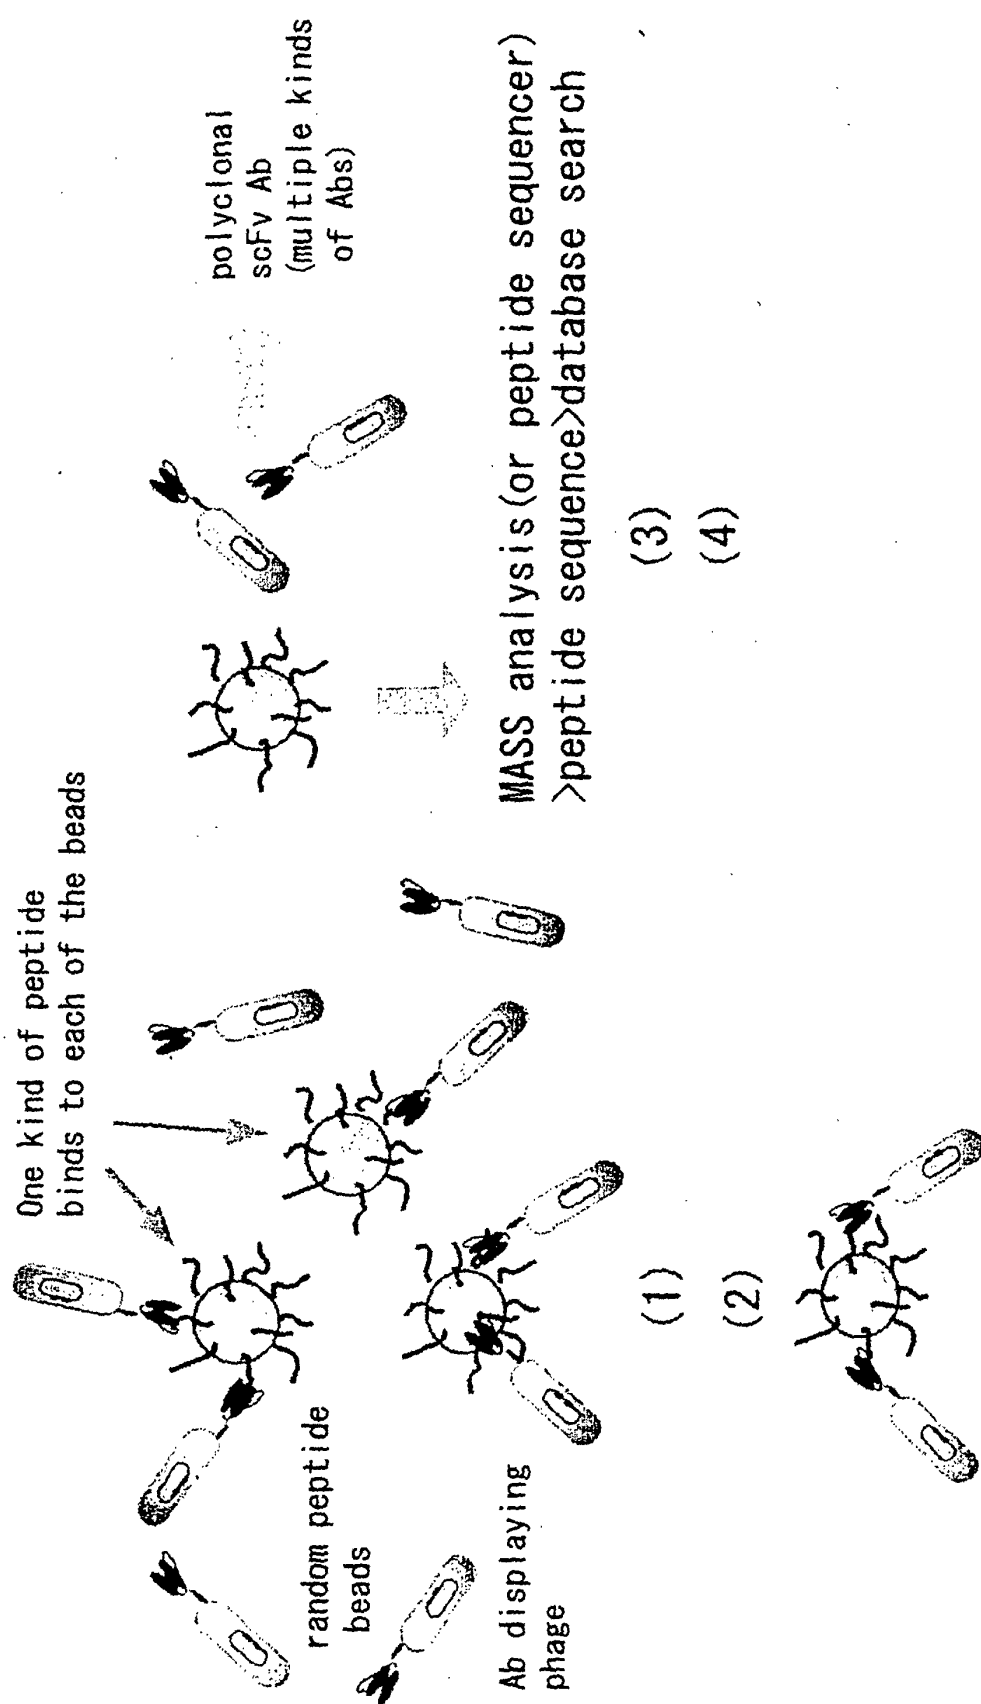 One kind of peptide
binds to each of the beads
random peptide
beads
Ab displaying
phage
(1)
(2)
polyclonal
scFv Ab
(multiple kinds
of Abs)
MASS analysis(or peptide sequencer)
>peptide sequence>database search
(3)
(4)